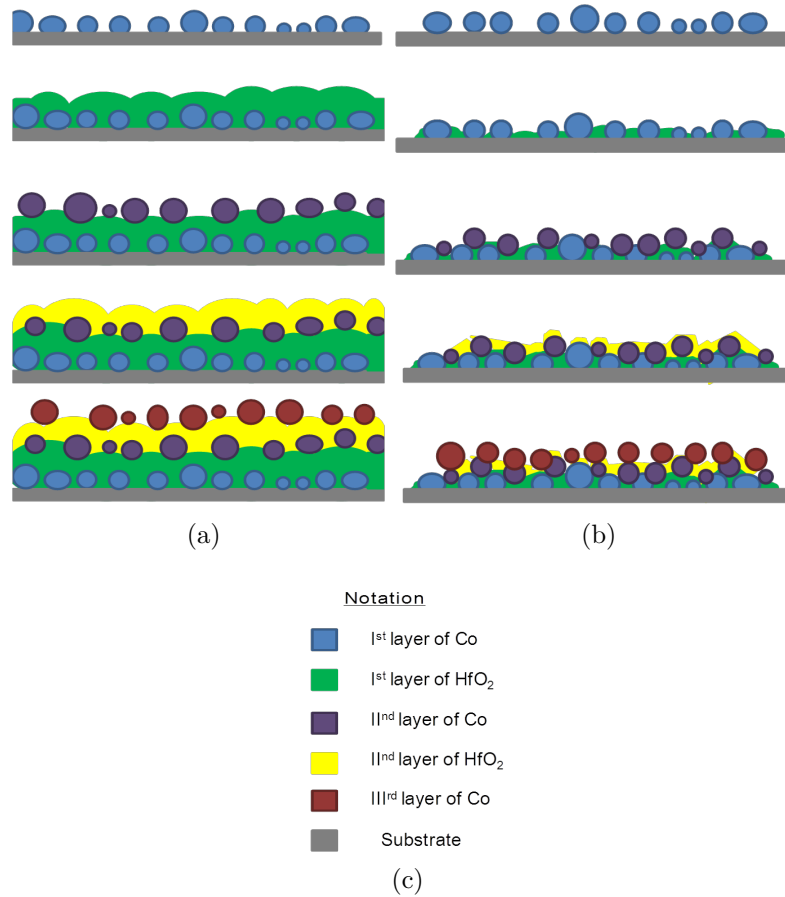 (a)
(b)
Notation
Iˢᵗ layer of Co
Iˢᵗ layer of HfO₂
IIⁿᵈ layer of Co
IIⁿᵈ layer of HfO₂
IIIʳᵈ layer of Co
Substrate
(c)